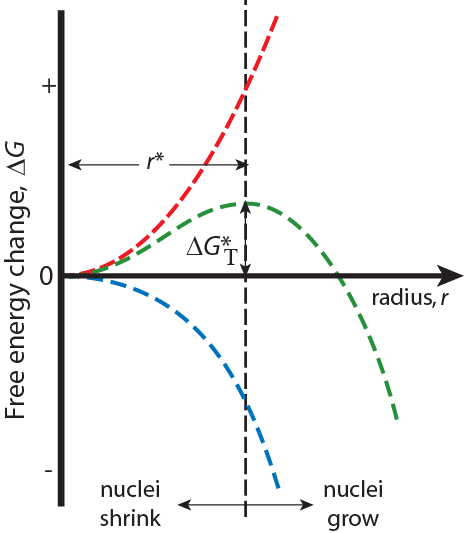 Free energy change, ΔG
+
r*
ΔG*T
0
radius, r
-
nuclei
shrink
nuclei
grow